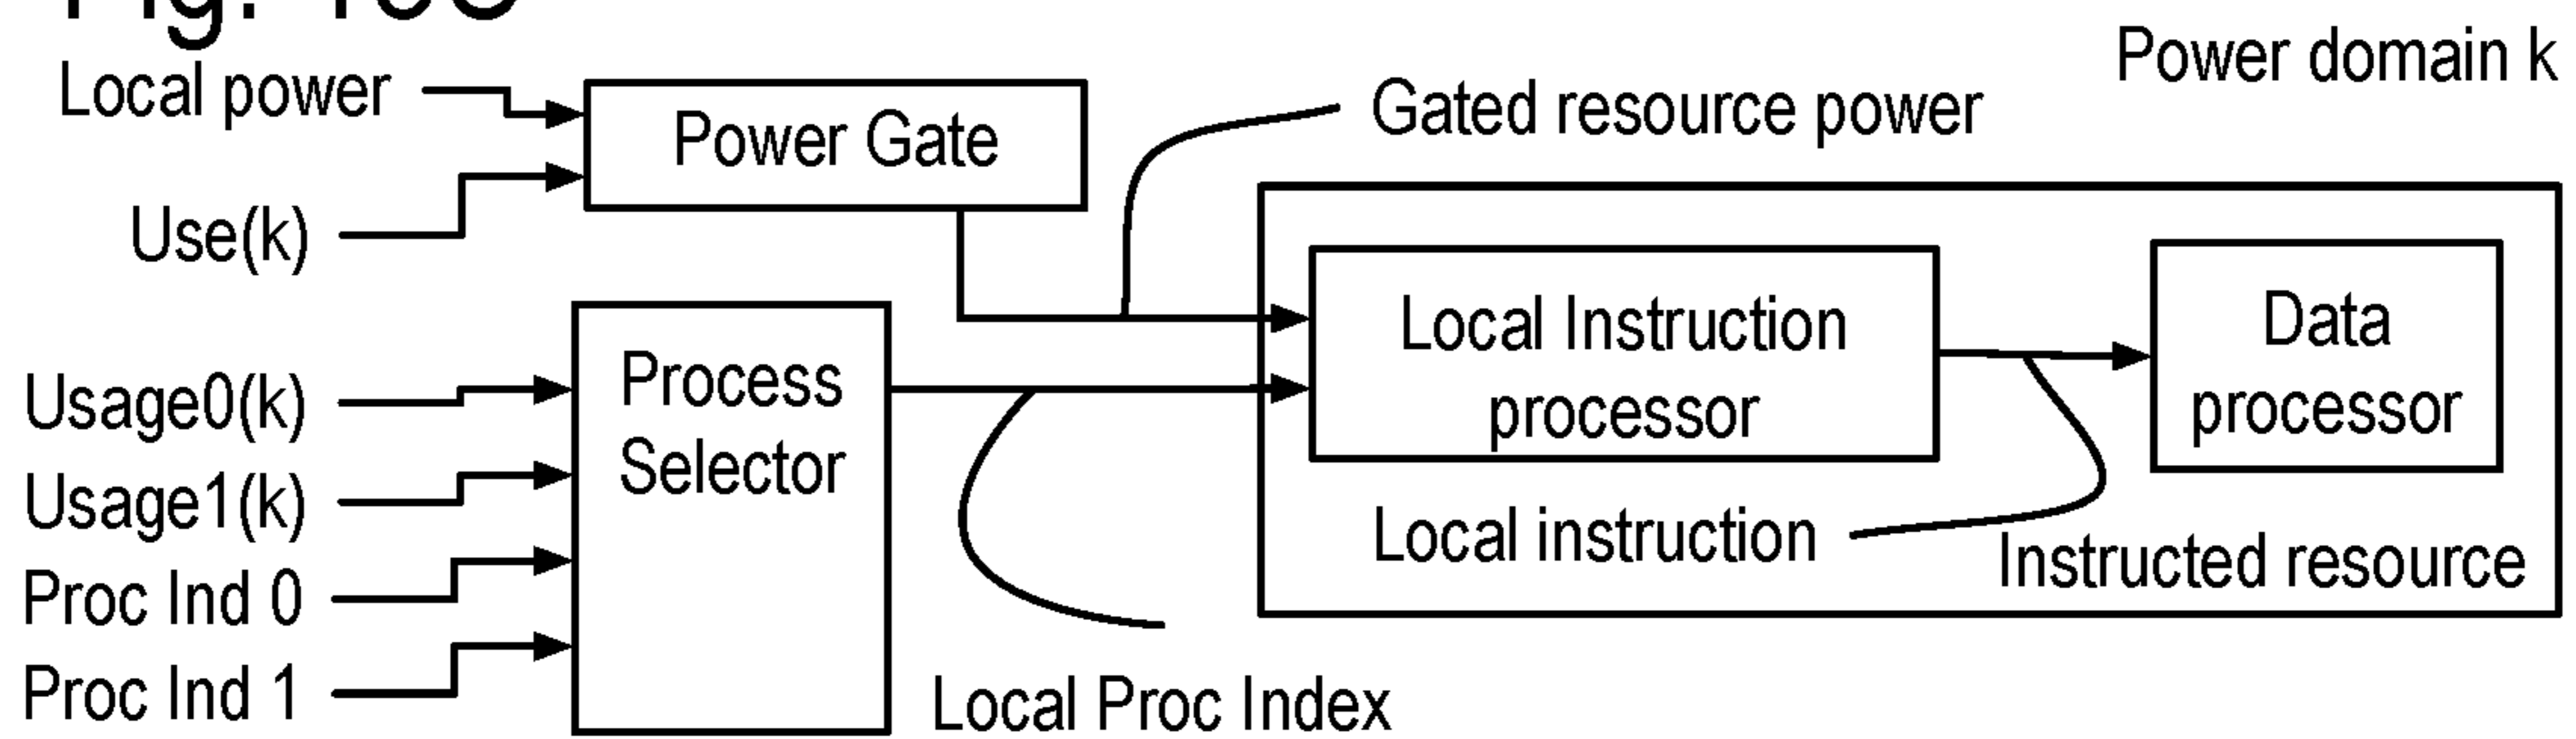 Fig.
Power domain k
Local power
Power Gate
Gated resource power
Use(k)
Usage0(k)
Usage1(k)
Proc Ind 0
Proc Ind 1
Process
Selector
Local Proc Index
Local Instruction
processor
Data
processor
Local instruction
Instructed resource